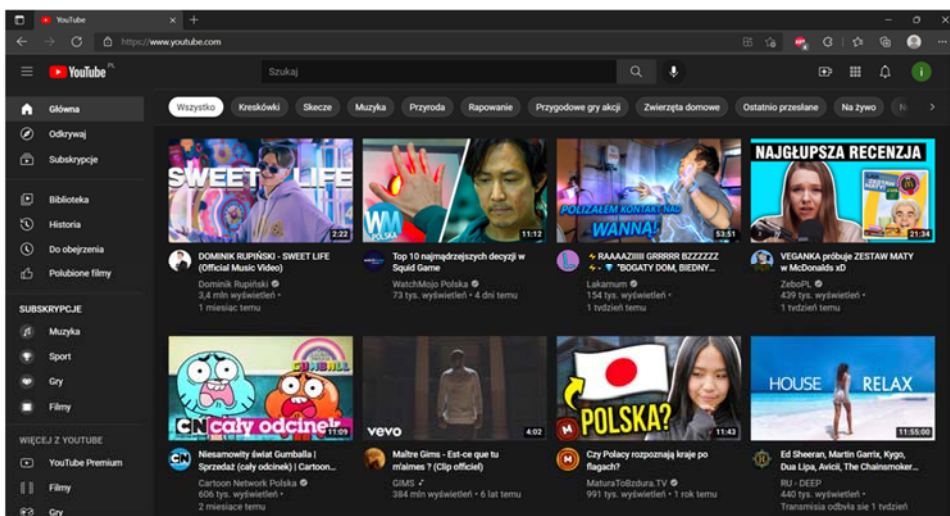 YouTube
https://www.youtube.com
YouTube PL
Szukaj
i
Główna
Odkrywaj
Subskrypcje
Biblioteka
Historia
Do obejrzenia
Polubione filmy
SUBSKRYPCJE
Muzyka
Sport
Gry
Filmy
WIĘCEJ Z YOUTUBE
YouTube Premium
Filmy
Gry
Wszystko Kreskówki Skecze Muzyka Przyroda Rapowanie Przygodowe gry akcji Zwierzęta domowe Ostatnio przesłane Na żywo
SWEET LIFE
2:22
DOMINIK RUPIŃSKI - SWEET LIFE
(Official Music Video)
Dominik Rupiński
3,4 mln wyświetleń •
1 miesiąc temu
WM
POLSKA
11:12
Top 10 najmądrzejszych decyzji w
Squid Game
WatchMojo Polska
73 tys. wyświetleń • 4 dni temu
POLIZAŁEM KONTAKT NAD
WANNĄ!
53:51
L
RAAAAZIIIII GRRRRR BZZZZZZ
- "BOGATY DOM, BIEDNY...
Lakarnum
154 tys. wyświetleń •
1 tydzień temu
NAJGŁUPSZA RECENZJA
ZESTAW
MATY
21:34
VEGANKA próbuje ZESTAW MATY
w McDonalds xD
ZeboPL
439 tys. wyświetleń •
1 tydzień temu
GUMBALL
CN cały odcinek
11:09
CN
Niesamowity świat Gumballa |
Sprzedaż (cały odcinek) | Cartoon...
Cartoon Network Polska
606 tys. wyświetleń •
2 miesiące temu
vevo
4:02
Maître Gims - Est-ce que tu
m'aimes ? (Clip officiel)
GIMS
384 mln wyświetleń • 6 lat temu
POLSKA?
M
11:43
M
Czy Polacy rozpoznają kraje po
flagach?
MaturaToBzdura.TV
991 tys. wyświetleń • 1 rok temu
HOUSE RELAX
11:55:00
Ed Sheeran, Martin Garrix, Kygo,
Dua Lipa, Avicii, The Chainsmoker...
RU - DEEP
440 tys. wyświetleń •
Transmisja odbyła się 1 tydzień